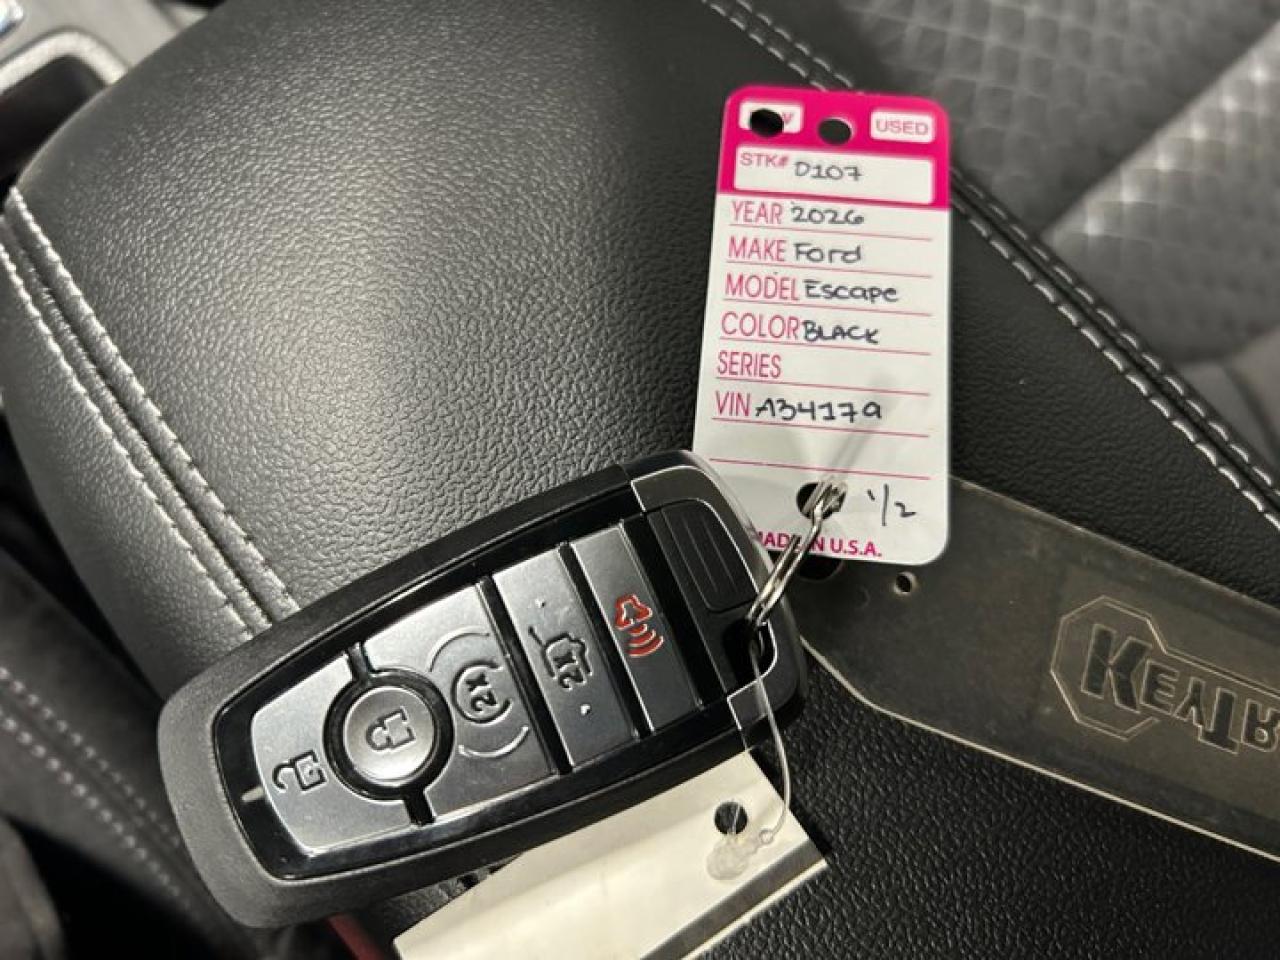 USED
STK# D107
YEAR 2026
MAKE Ford
MODEL Escape
COLOR BLACK
SERIES
VIN A34179
1/2
MADE IN U.S.A.
2x
2x
KEYTR